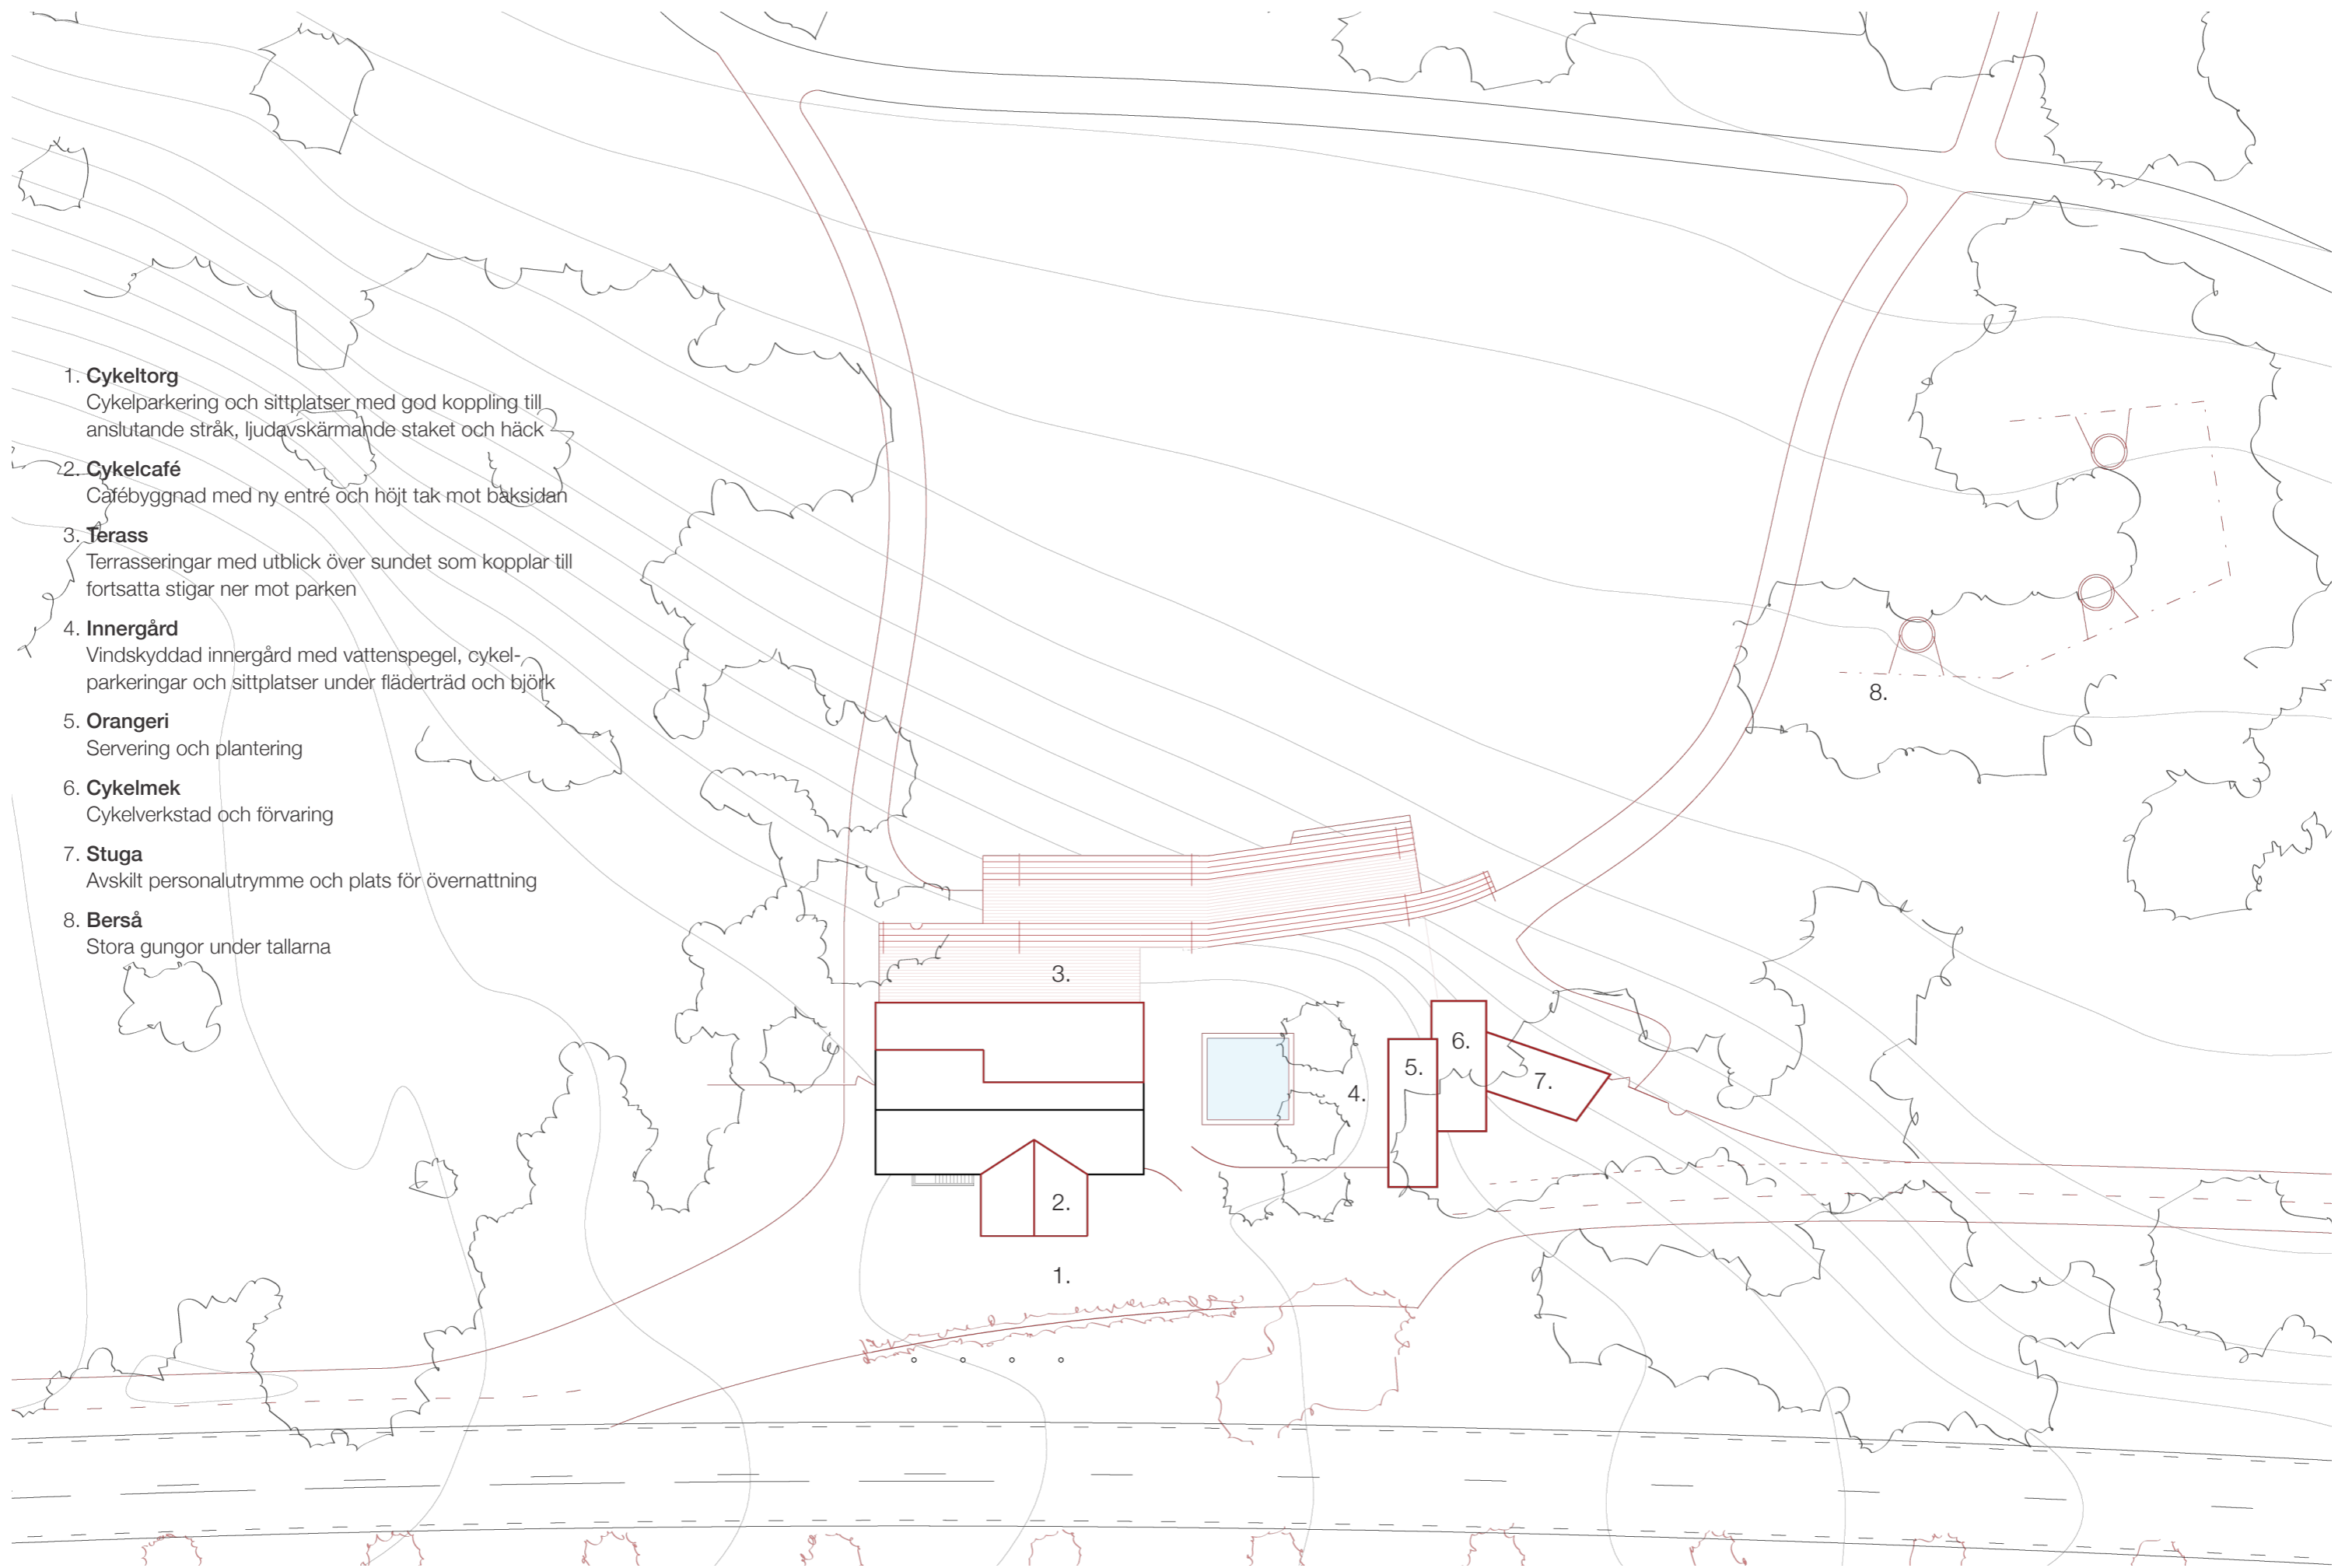 1. Cykeltorg
Cykelparkering och sittplatser med god koppling till
anslutande stråk, ljudavskärmande staket och häck
2. Cykelcafé
Cafébyggnad med ny entré och höjt tak mot baksidan
3. Terass
Terrasseringar med utblick över sundet som kopplar till
fortsatta stigar ner mot parken
4. Innergård
Vindskyddad innergård med vattenspegel, cykel-
parkeringar och sittplatser under fläderträd och björk
5. Orangeri
Servering och plantering
6. Cykelmek
Cykelverkstad och förvaring
7. Stuga
Avskilt personalutrymme och plats för övernattning
8. Berså
Stora gungor under tallarna
8.
3.
6.
5.
7.
4.
2.
1.